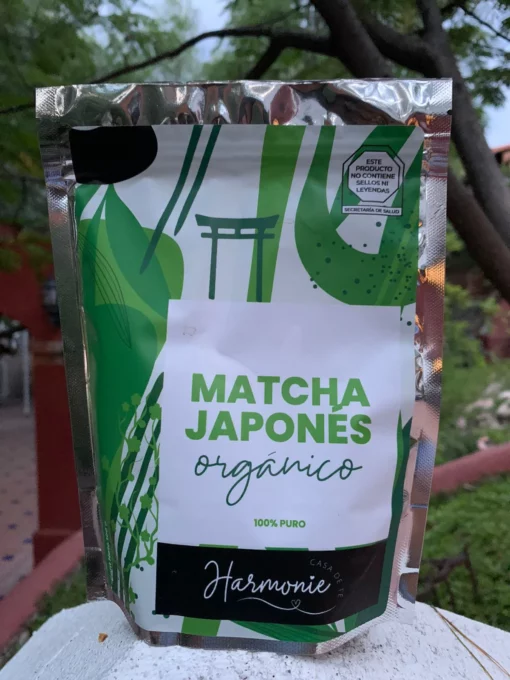 ESTE
PRODUCTO
NO CONTIENE
SELLOS NI
LEYENDAS
SECRETARÍA DE SALUD
MATCHA
JAPONÉS
orgánico
100% PURO
CASA DE TÉ
Harmonie